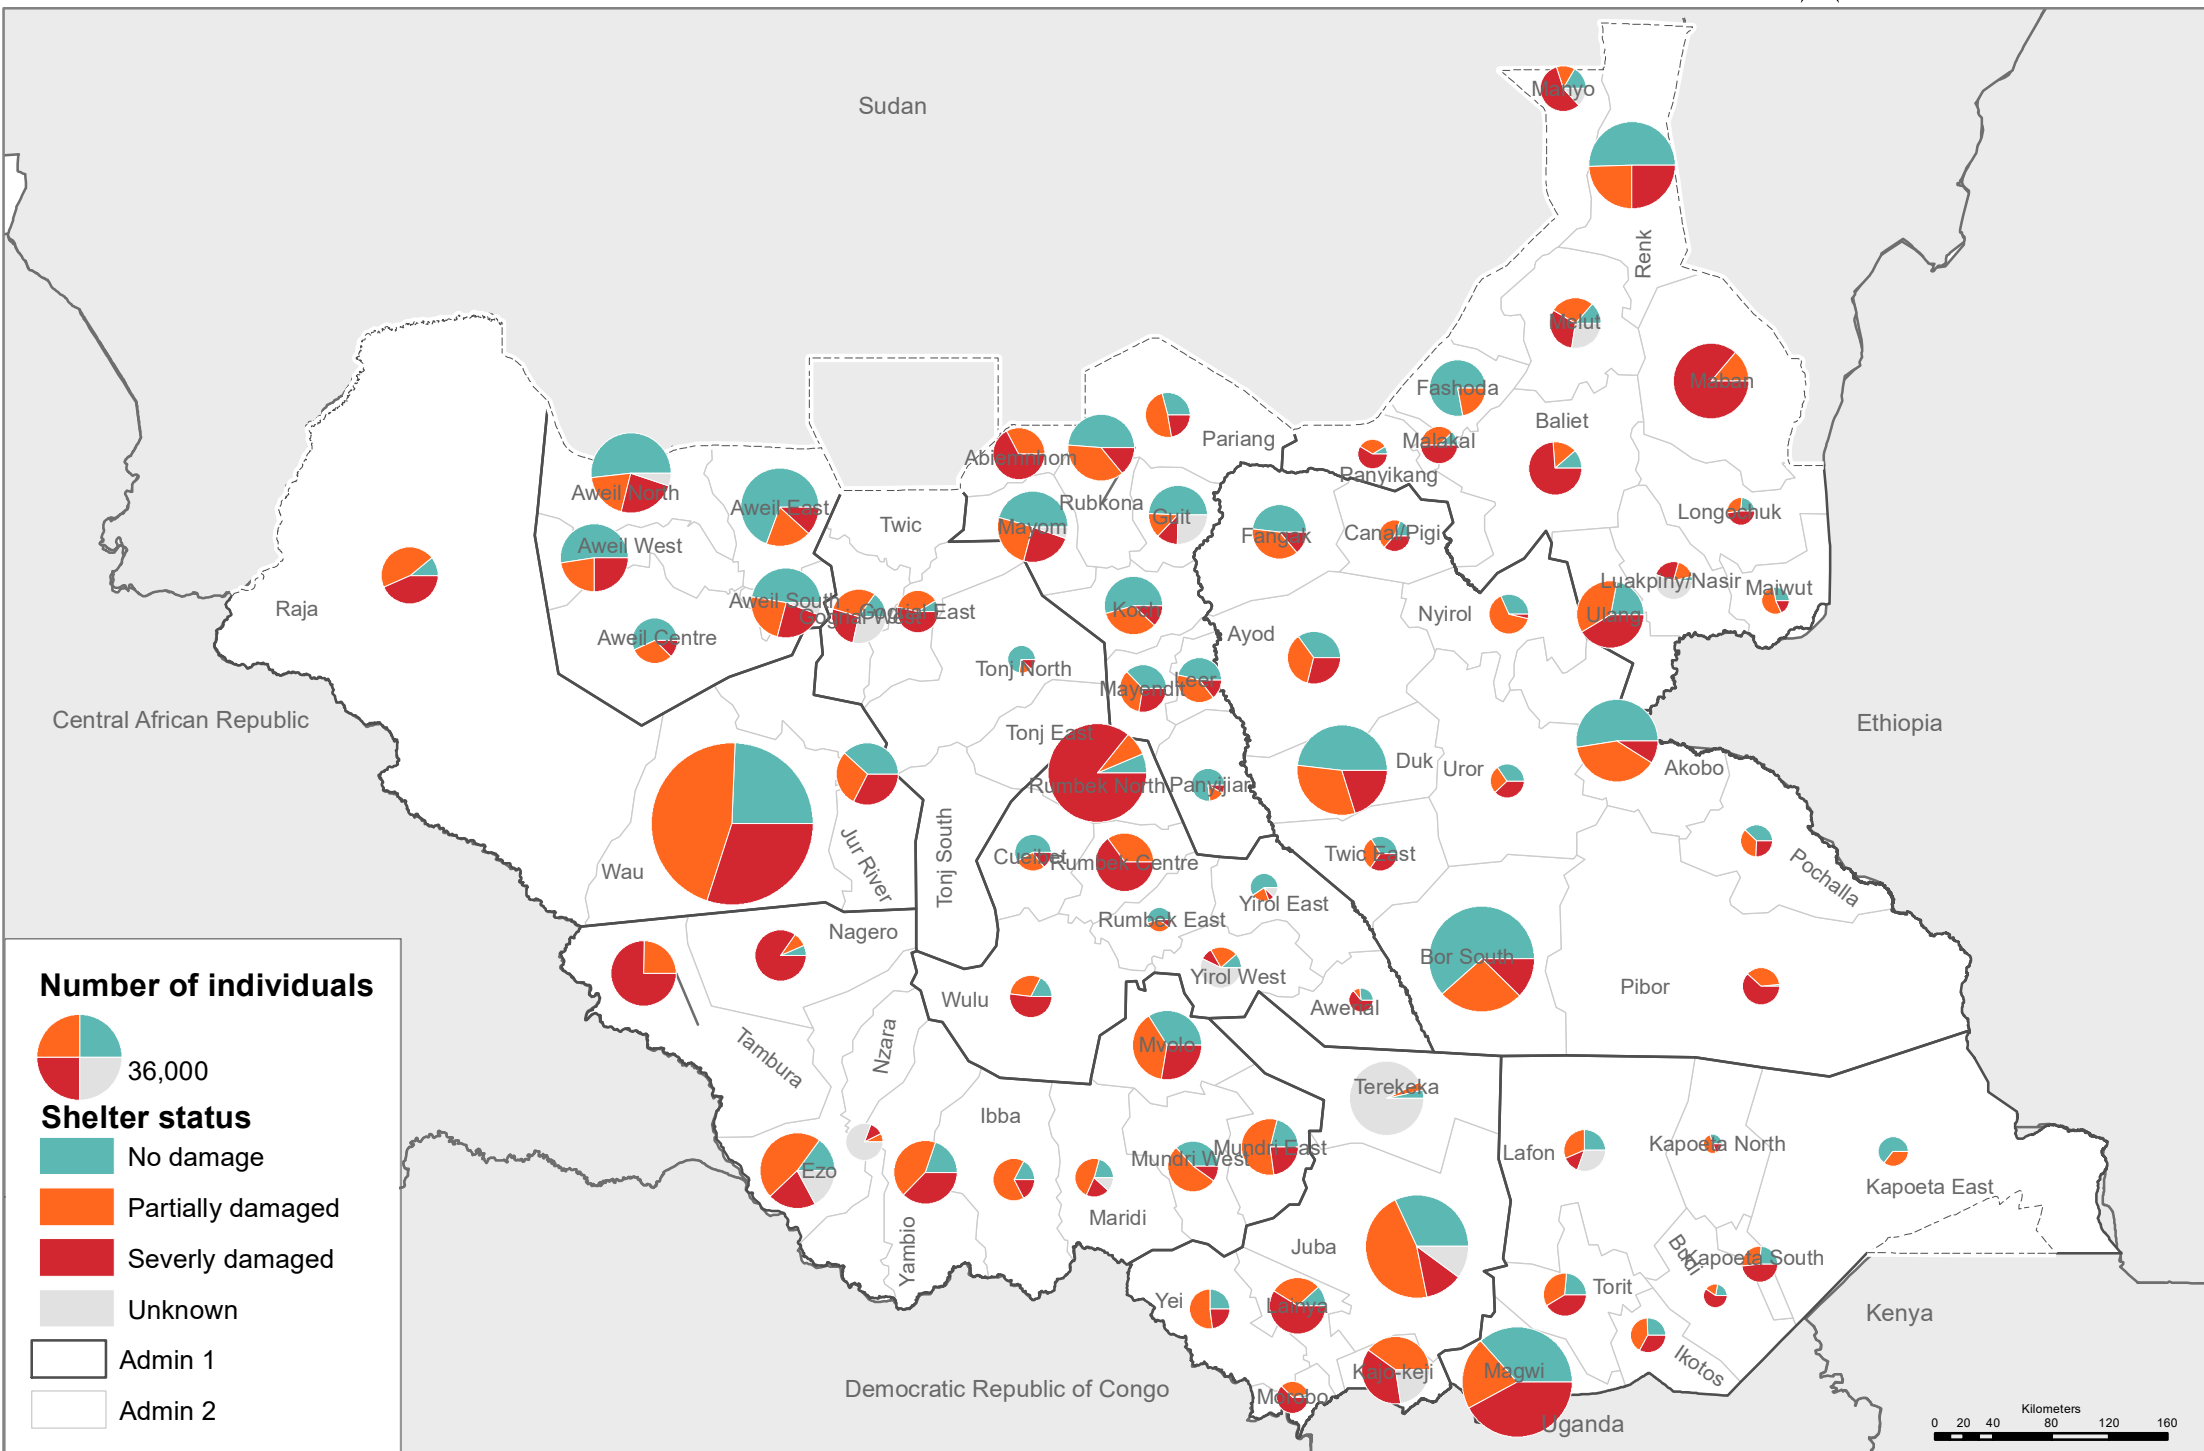 Sudan
Manyo
Renk
Melut
Maban
Fashoda
Baliet
Malakal
Panyikang
Pariang
Abiemnhom
Rubkona
Mayom
Guit
Aweil North
Aweil East
Twic
Aweil West
Fangak
Canal/Pigi
Longechuk
Luakpiny/Nasir
Maiwut
Raja
Aweil South
Gogrial West
Gogrial East
Koch
Nyirol
Ulang
Ayod
Aweil Centre
Tonj North
Mayendit
Leer
Central African Republic
Ethiopia
Tonj East
Duk
Uror
Akobo
Rumbek North
Panyijiar
Wau
Jur River
Tonj South
Cueibet
Rumbek Centre
Twic East
Pochalla
Yirol East
Rumbek East
Nagero
Bor South
Pibor
Yirol West
Wulu
Awerial
Tambura
Nzara
Mvolo
Terekeka
Ibba
Ezo
Mundri West
Mundri East
Lafon
Kapoeta North
Kapoeta East
Maridi
Yambio
Juba
Budi
Kapoeta South
Torit
Yei
Lainya
Kenya
Ikotos
Kajo-keji
Magwi
Morobo
Democratic Republic of Congo
Uganda
Number of individuals
36,000
Shelter status
No damage
Partially damaged
Severly damaged
Unknown
Admin 1
Admin 2
Kilometers
0 20 40 80 120 160